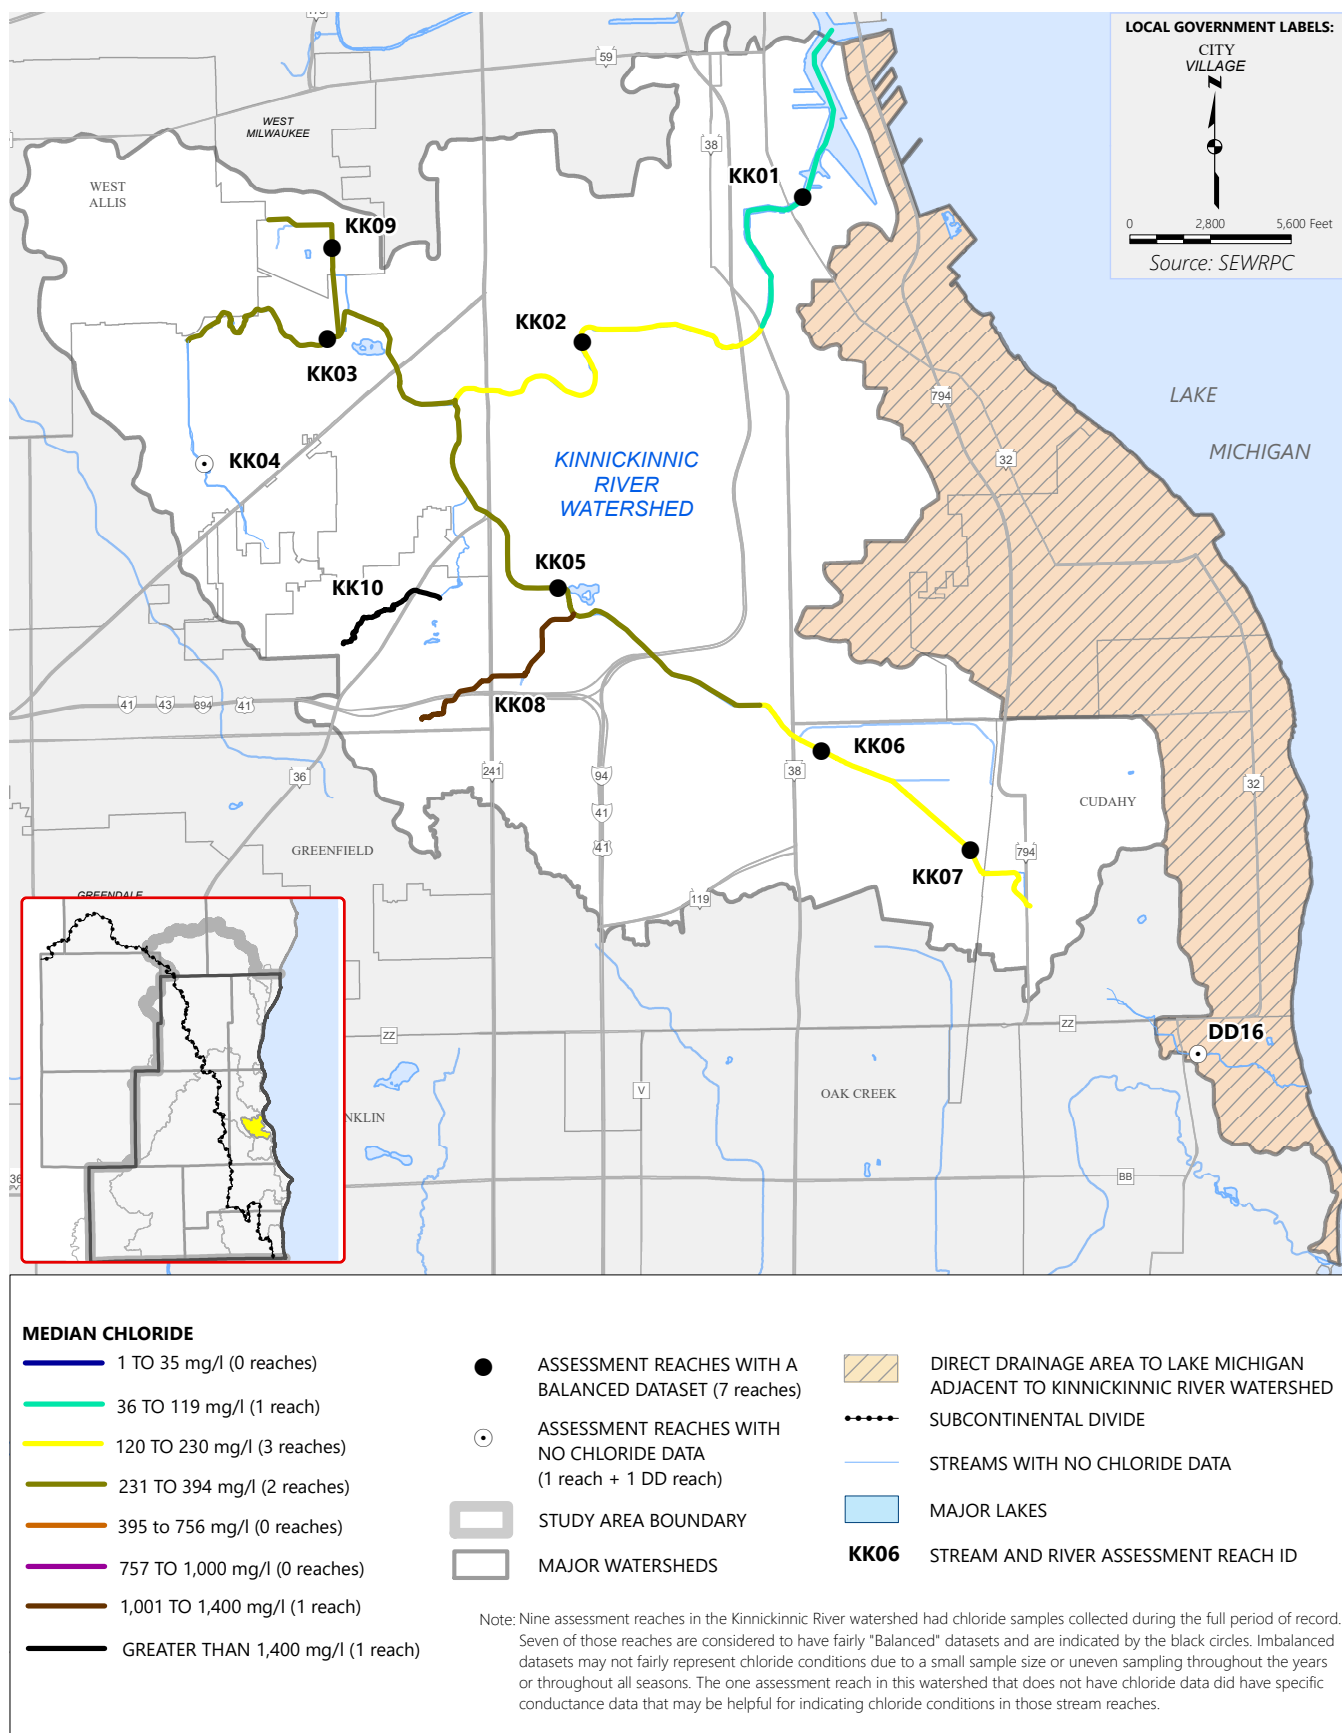 LOCAL GOVERNMENT LABELS:
CITY
VILLAGE
N
0 2,800 5,600 Feet
Source: SEWRPC
175
59
WEST
MILWAUKEE
38
KK01
WEST
ALLIS
KK09
KK02
KK03
794
LAKE
MICHIGAN
32
KK04
KINNICKINNIC
RIVER
WATERSHED
KK05
KK10
KK08
41
43
894
41
KK06
36
241
94
38
41
41
CUDAHY
32
GREENFIELD
794
KK07
119
GREENDALE
ZZ
ZZ
DD16
V
OAK CREEK
NKLIN
36
BB
MEDIAN CHLORIDE
1 TO 35 mg/l (0 reaches)
36 TO 119 mg/l (1 reach)
120 TO 230 mg/l (3 reaches)
231 TO 394 mg/l (2 reaches)
395 to 756 mg/l (0 reaches)
757 TO 1,000 mg/l (0 reaches)
1,001 TO 1,400 mg/l (1 reach)
GREATER THAN 1,400 mg/l (1 reach)
ASSESSMENT REACHES WITH A
BALANCED DATASET (7 reaches)
ASSESSMENT REACHES WITH
NO CHLORIDE DATA
(1 reach + 1 DD reach)
STUDY AREA BOUNDARY
MAJOR WATERSHEDS
DIRECT DRAINAGE AREA TO LAKE MICHIGAN
ADJACENT TO KINNICKINNIC RIVER WATERSHED
SUBCONTINENTAL DIVIDE
STREAMS WITH NO CHLORIDE DATA
MAJOR LAKES
KK06 STREAM AND RIVER ASSESSMENT REACH ID
Note: Nine assessment reaches in the Kinnickinnic River watershed had chloride samples collected during the full period of record.
Seven of those reaches are considered to have fairly "Balanced" datasets and are indicated by the black circles. Imbalanced
datasets may not fairly represent chloride conditions due to a small sample size or uneven sampling throughout the years
or throughout all seasons. The one assessment reach in this watershed that does not have chloride data did have specific
conductance data that may be helpful for indicating chloride conditions in those stream reaches.